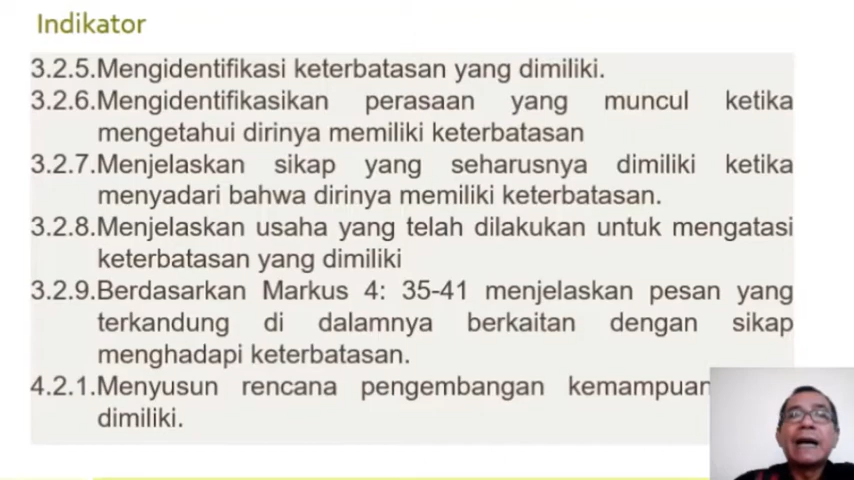 Indikator
3.2.5.Mengidentifikasi keterbatasan yang dimiliki.
3.2.6.Mengidentifikasikan perasaan yang muncul ketika
mengetahui dirinya memiliki keterbatasan
3.2.7.Menjelaskan sikap yang seharusnya dimiliki ketika
menyadari bahwa dirinya memiliki keterbatasan.
3.2.8.Menjelaskan usaha yang telah dilakukan untuk mengatasi
keterbatasan yang dimiliki
3.2.9.Berdasarkan Markus 4: 35-41 menjelaskan pesan yang
terkandung di dalamnya berkaitan dengan sikap
menghadapi keterbatasan.
4.2.1.Menyusun rencana pengembangan kemampuan
dimiliki.